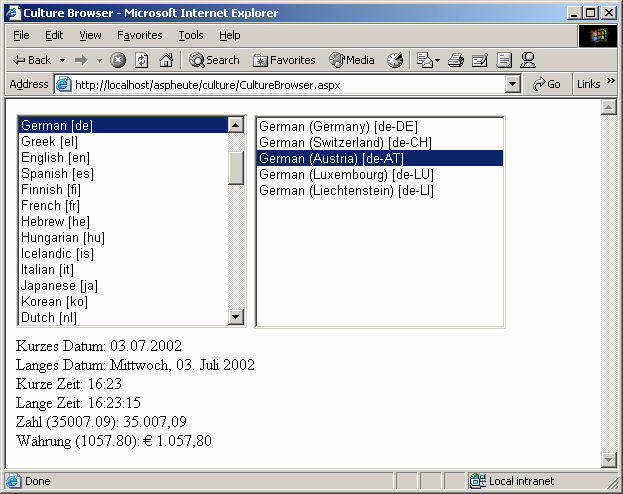 Culture Browser - Microsoft Internet Explorer
File Edit View Favorites Tools Help
Back Search Favorites Media
Address http://localhost/aspheute/culture/CultureBrowser.aspx Go Links »
German [de]
Greek [el]
English [en]
Spanish [es]
Finnish [fi]
French [fr]
Hebrew [he]
Hungarian [hu]
Icelandic [is]
Italian [it]
Japanese [ja]
Korean [ko]
Dutch [nl]
German (Germany) [de-DE]
German (Switzerland) [de-CH]
German (Austria) [de-AT]
German (Luxembourg) [de-LU]
German (Liechtenstein) [de-LI]
Kurzes Datum: 03.07.2002
Langes Datum: Mittwoch, 03. Juli 2002
Kurze Zeit: 16:23
Lange Zeit: 16:23:15
Zahl (35007.09): 35.007,09
Währung (1057.80): € 1.057,80
Done Local intranet